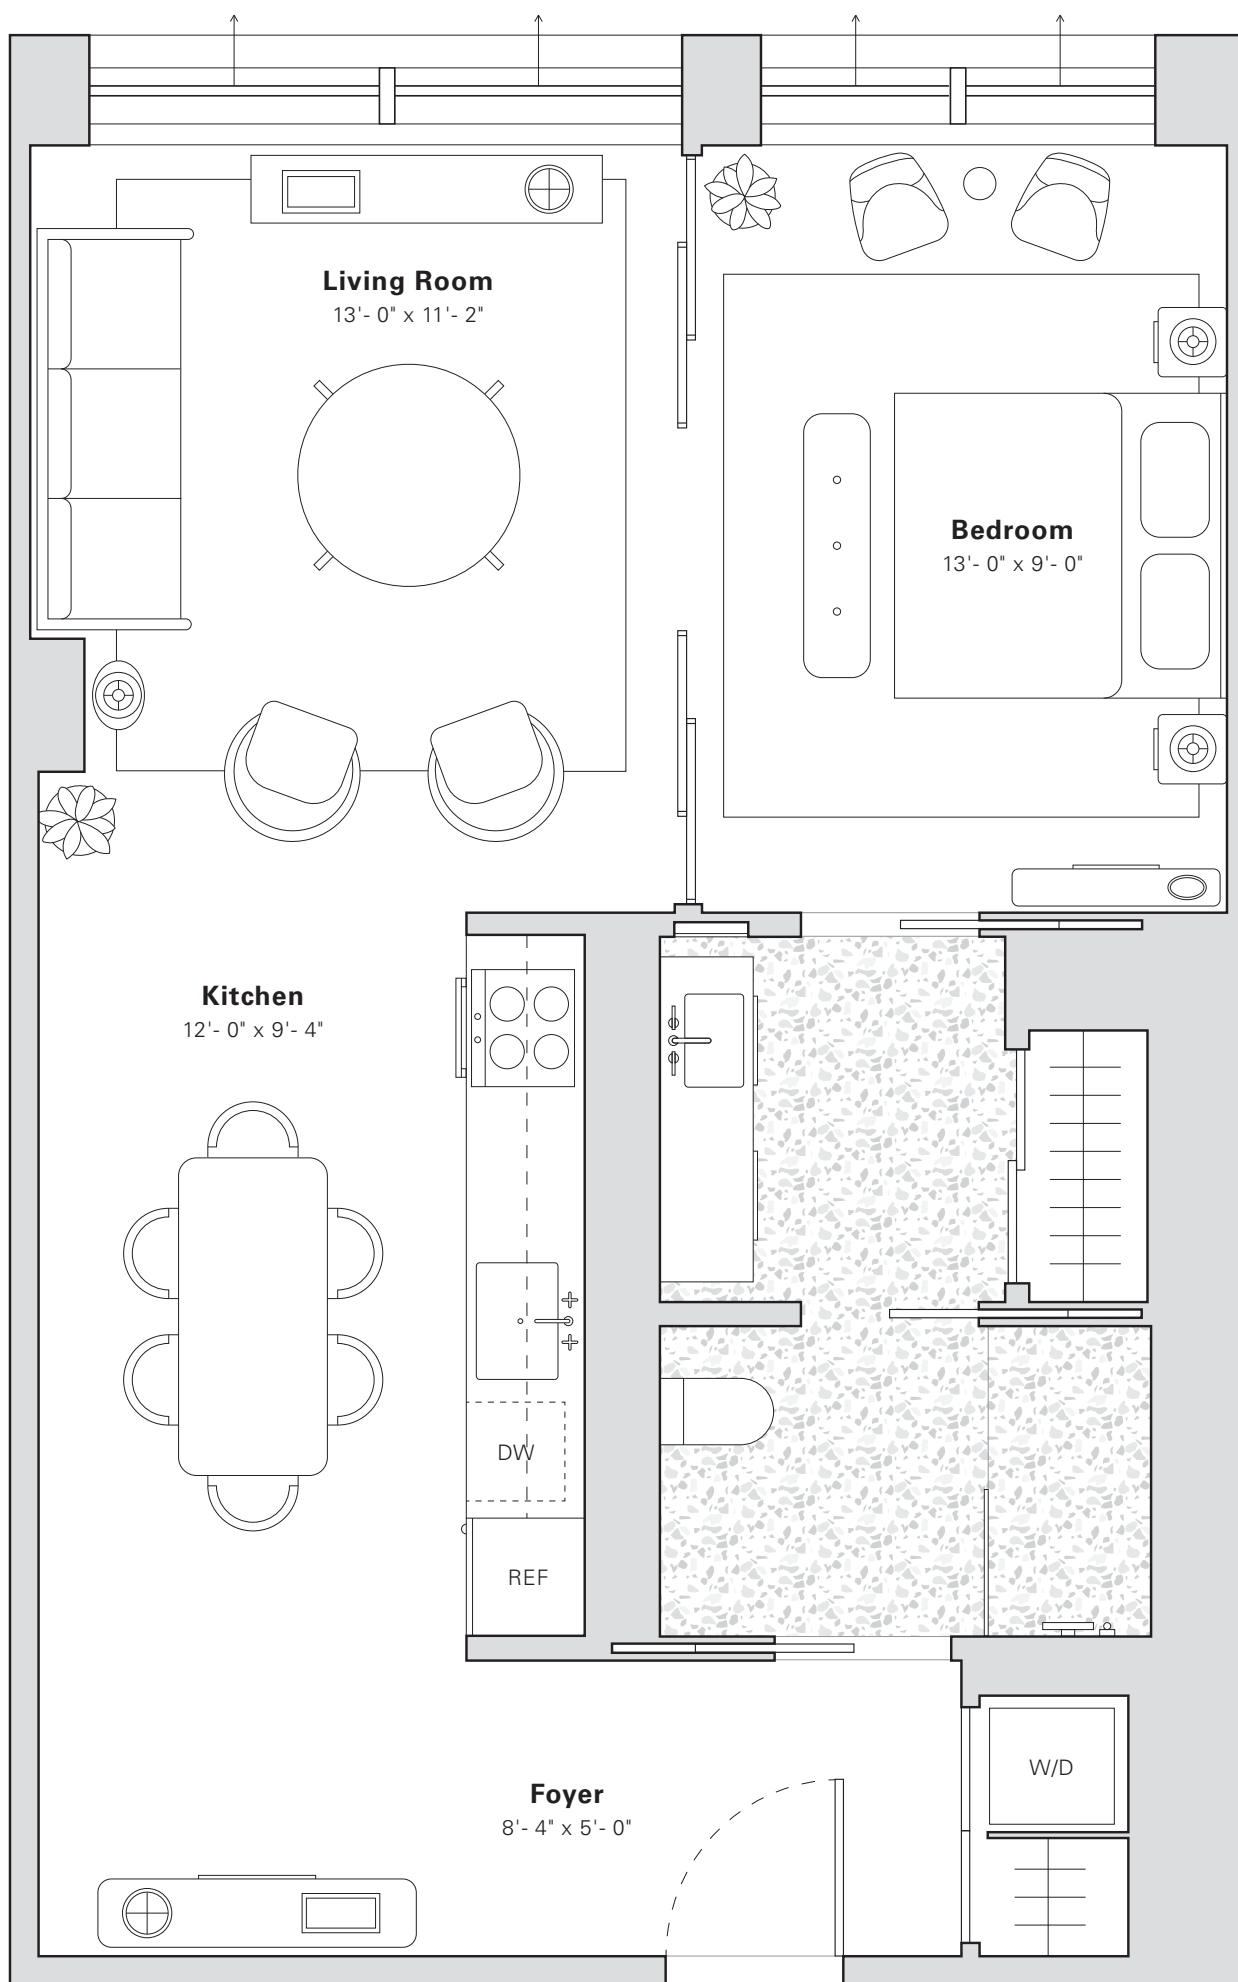 Living Room
13'- 0" x 11'- 2"
Bedroom
13'- 0" x 9'- 0"
Kitchen
12'- 0" x 9'- 4"
DW
REF
W/D
Foyer
8'- 4" x 5'- 0"